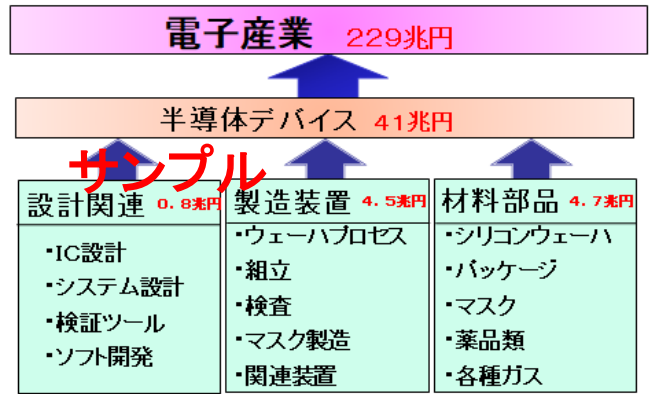 電子産業 229兆円
半導体デバイス 41兆円
サンプル
設計関連 0.8兆円
・IC設計
・システム設計
・検証ツール
・ソフト開発
製造装置 4.5兆円
・ウェーハプロセス
・組立
・検査
・マスク製造
・関連装置
材料部品 4.7兆円
・シリコンウェーハ
・パッケージ
・マスク
・薬品類
・各種ガス